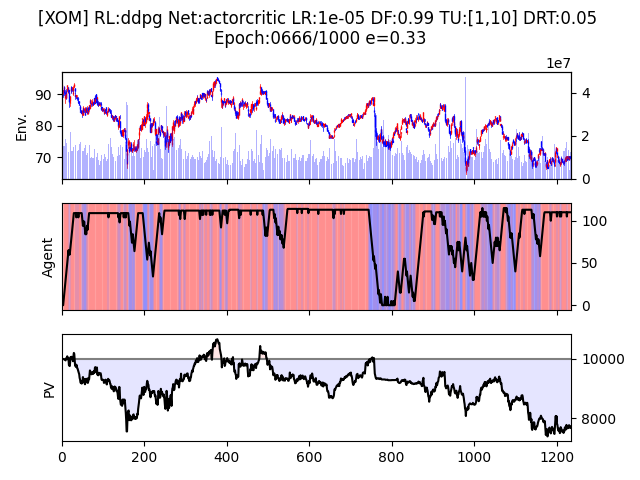 [XOM] RL:ddpg Net:actorcritic LR:1e-05 DF:0.99 TU:[1,10] DRT:0.05
Epoch:0666/1000 e=0.33
1e7
Env.
90
80
70
4
2
0
Agent
100
50
0
PV
10000
8000
0 200 400 600 800 1000 1200